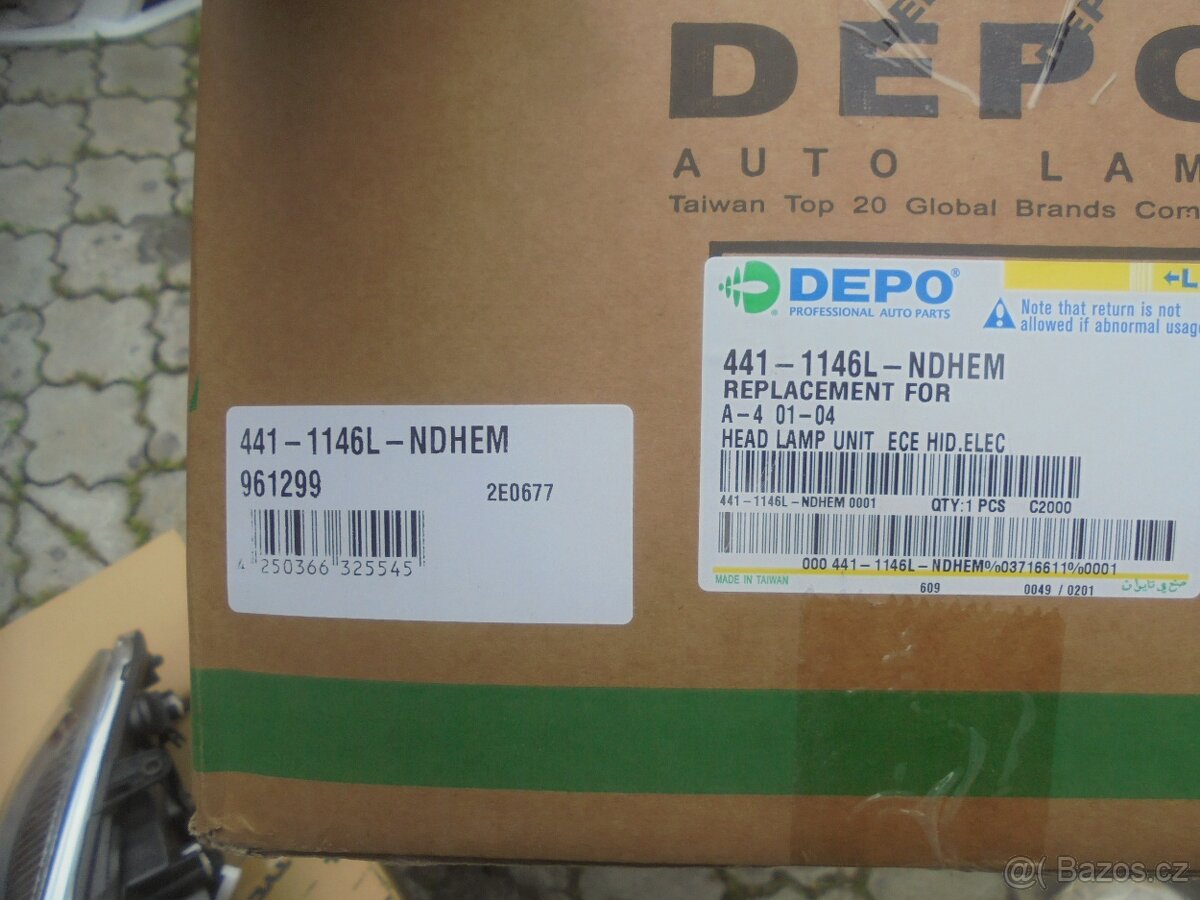 DEPO
AUTO LAM
Taiwan Top 20 Global Brands Com
DEPO®
PROFESSIONAL AUTO PARTS
←L
Note that return is not
allowed if abnormal usage
441-1146L-NDHEM
REPLACEMENT FOR
A-4 01-04
HEAD LAMP UNIT ECE HID.ELEC
441-1146L-NDHEM 0001 QTY:1 PCS C2000
000 441-1146L-NDHEM%03716611%0001
MADE IN TAIWAN 609 0049 / 0201
441-1146L-NDHEM
961299 2E0677
4 250366 325545
@( Bazos.cz